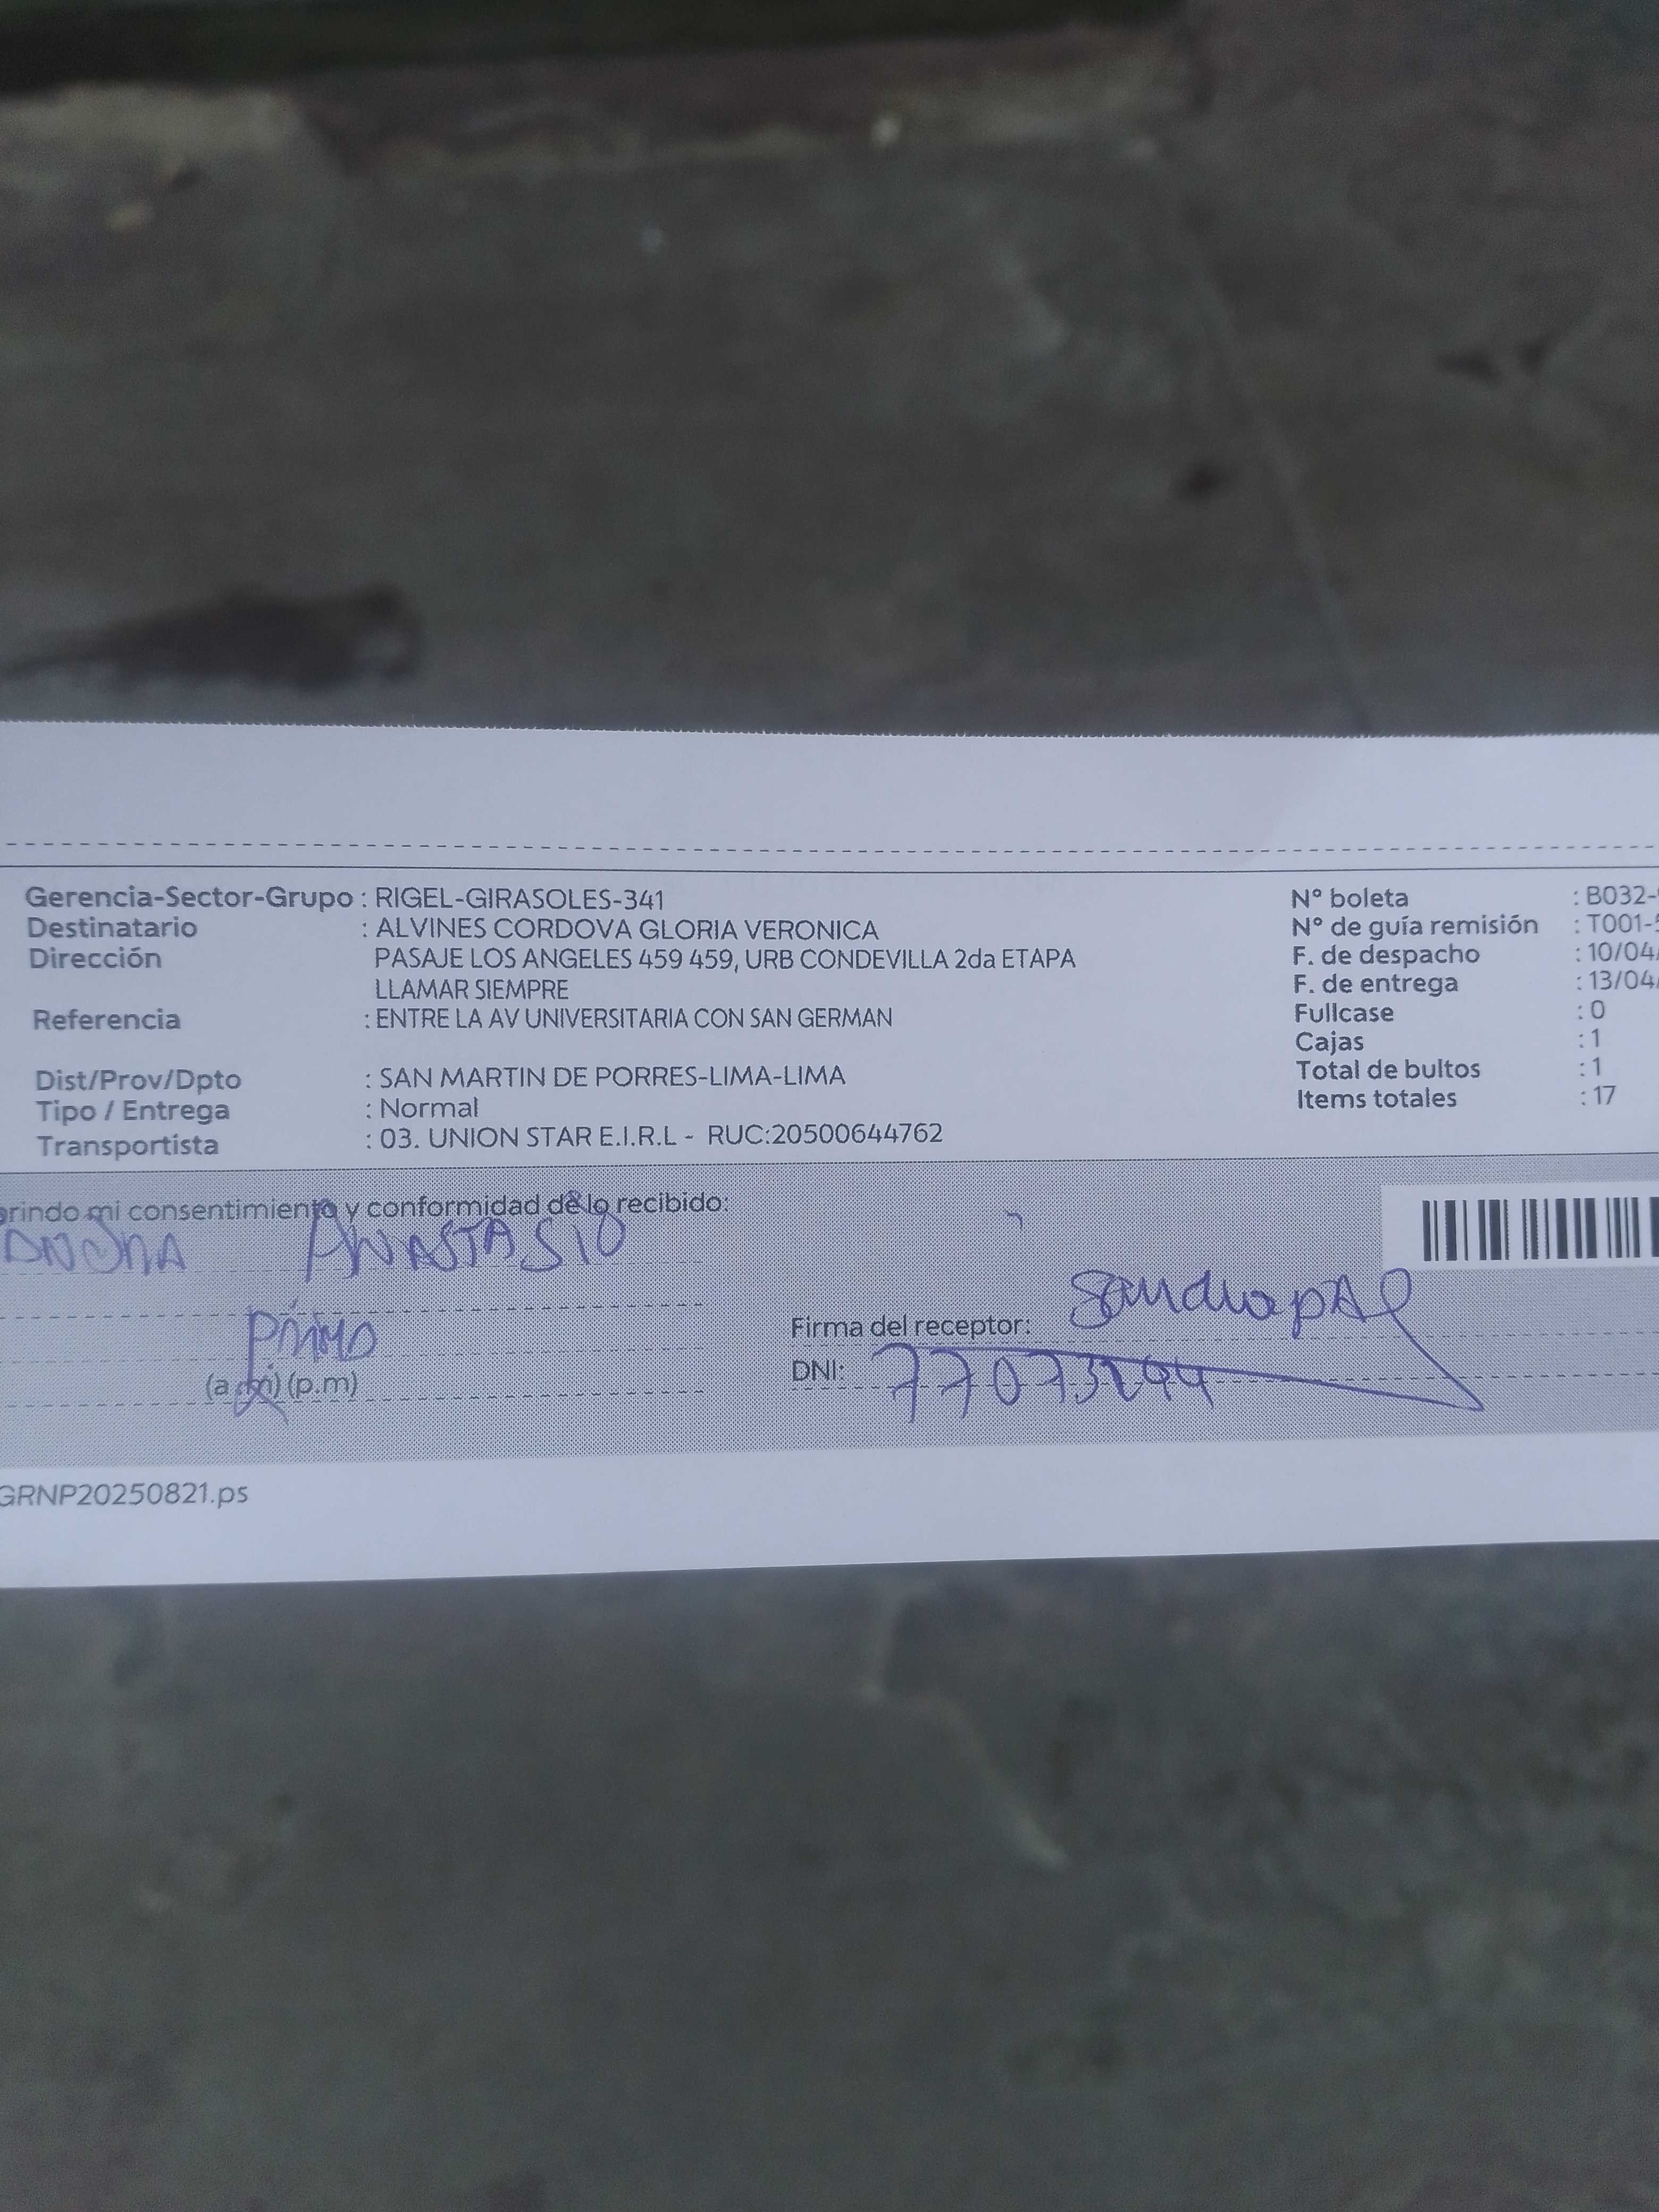 Gerencia-Sector-Grupo : RIGEL-GIRASOLES-341
Destinatario : ALVINES CORDOVA GLORIA VERONICA
Dirección PASAJE LOS ANGELES 459 459, URB CONDEVILLA 2da ETAPA
LLAMAR SIEMPRE
Referencia : ENTRE LA AV UNIVERSITARIA CON SAN GERMAN
Dist/Prov/Dpto : SAN MARTIN DE PORRES-LIMA-LIMA
Tipo / Entrega : Normal
Transportista : 03. UNION STAR E.I.R.L - RUC:20500644762
Nº boleta : B032-
Nº de guía remisión : T001-
F. de despacho : 10/04/
F. de entrega : 13/04/
Fullcase : 0
Cajas : 1
Total de bultos : 1
Items totales : 17
rindo mi consentimiento y conformidad de lo recibido:
ANASTASIO
(a.m) (p.m)
Firma del receptor:
DNI: 77073294
GRNP20250821.ps